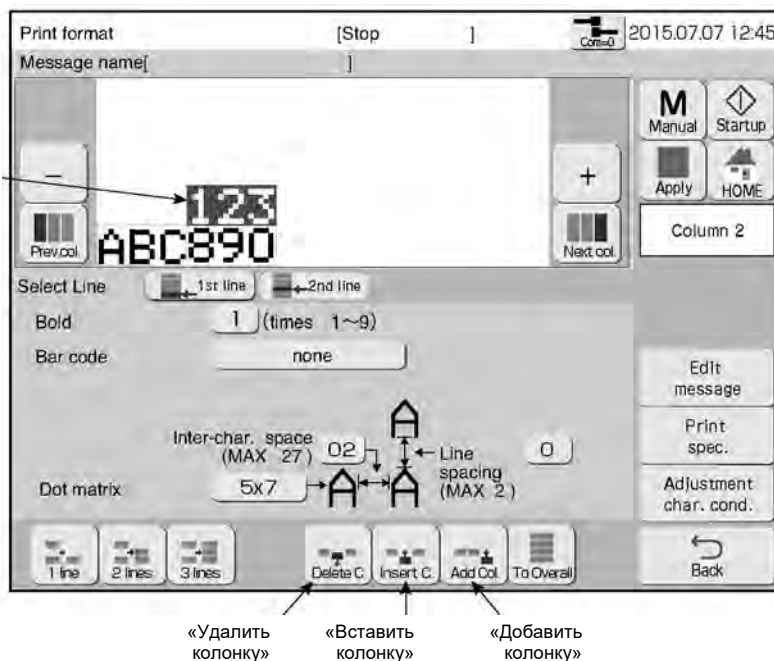 Print format [Stop ] Com=0 2015.07.07 12:45
Message name[ ]
M
Manual Startup
- +
Apply HOME
123
Prev.col. ABC890 Next col.
Column 2
Select Line 1st line 2nd line
Bold 1 (times 1~9)
Bar code none
Edit
message
A
Print
spec.
Inter-char. space
(MAX 27) 02 Line
spacing
(MAX 2) 0
Dot matrix 5x7 A A
Adjustment
char. cond.
1 line 2 lines 3 lines Delete C. Insert C. Add Col. To Overall Back
«Удалить
колонку»
«Вставить
колонку»
«Добавить
колонку»